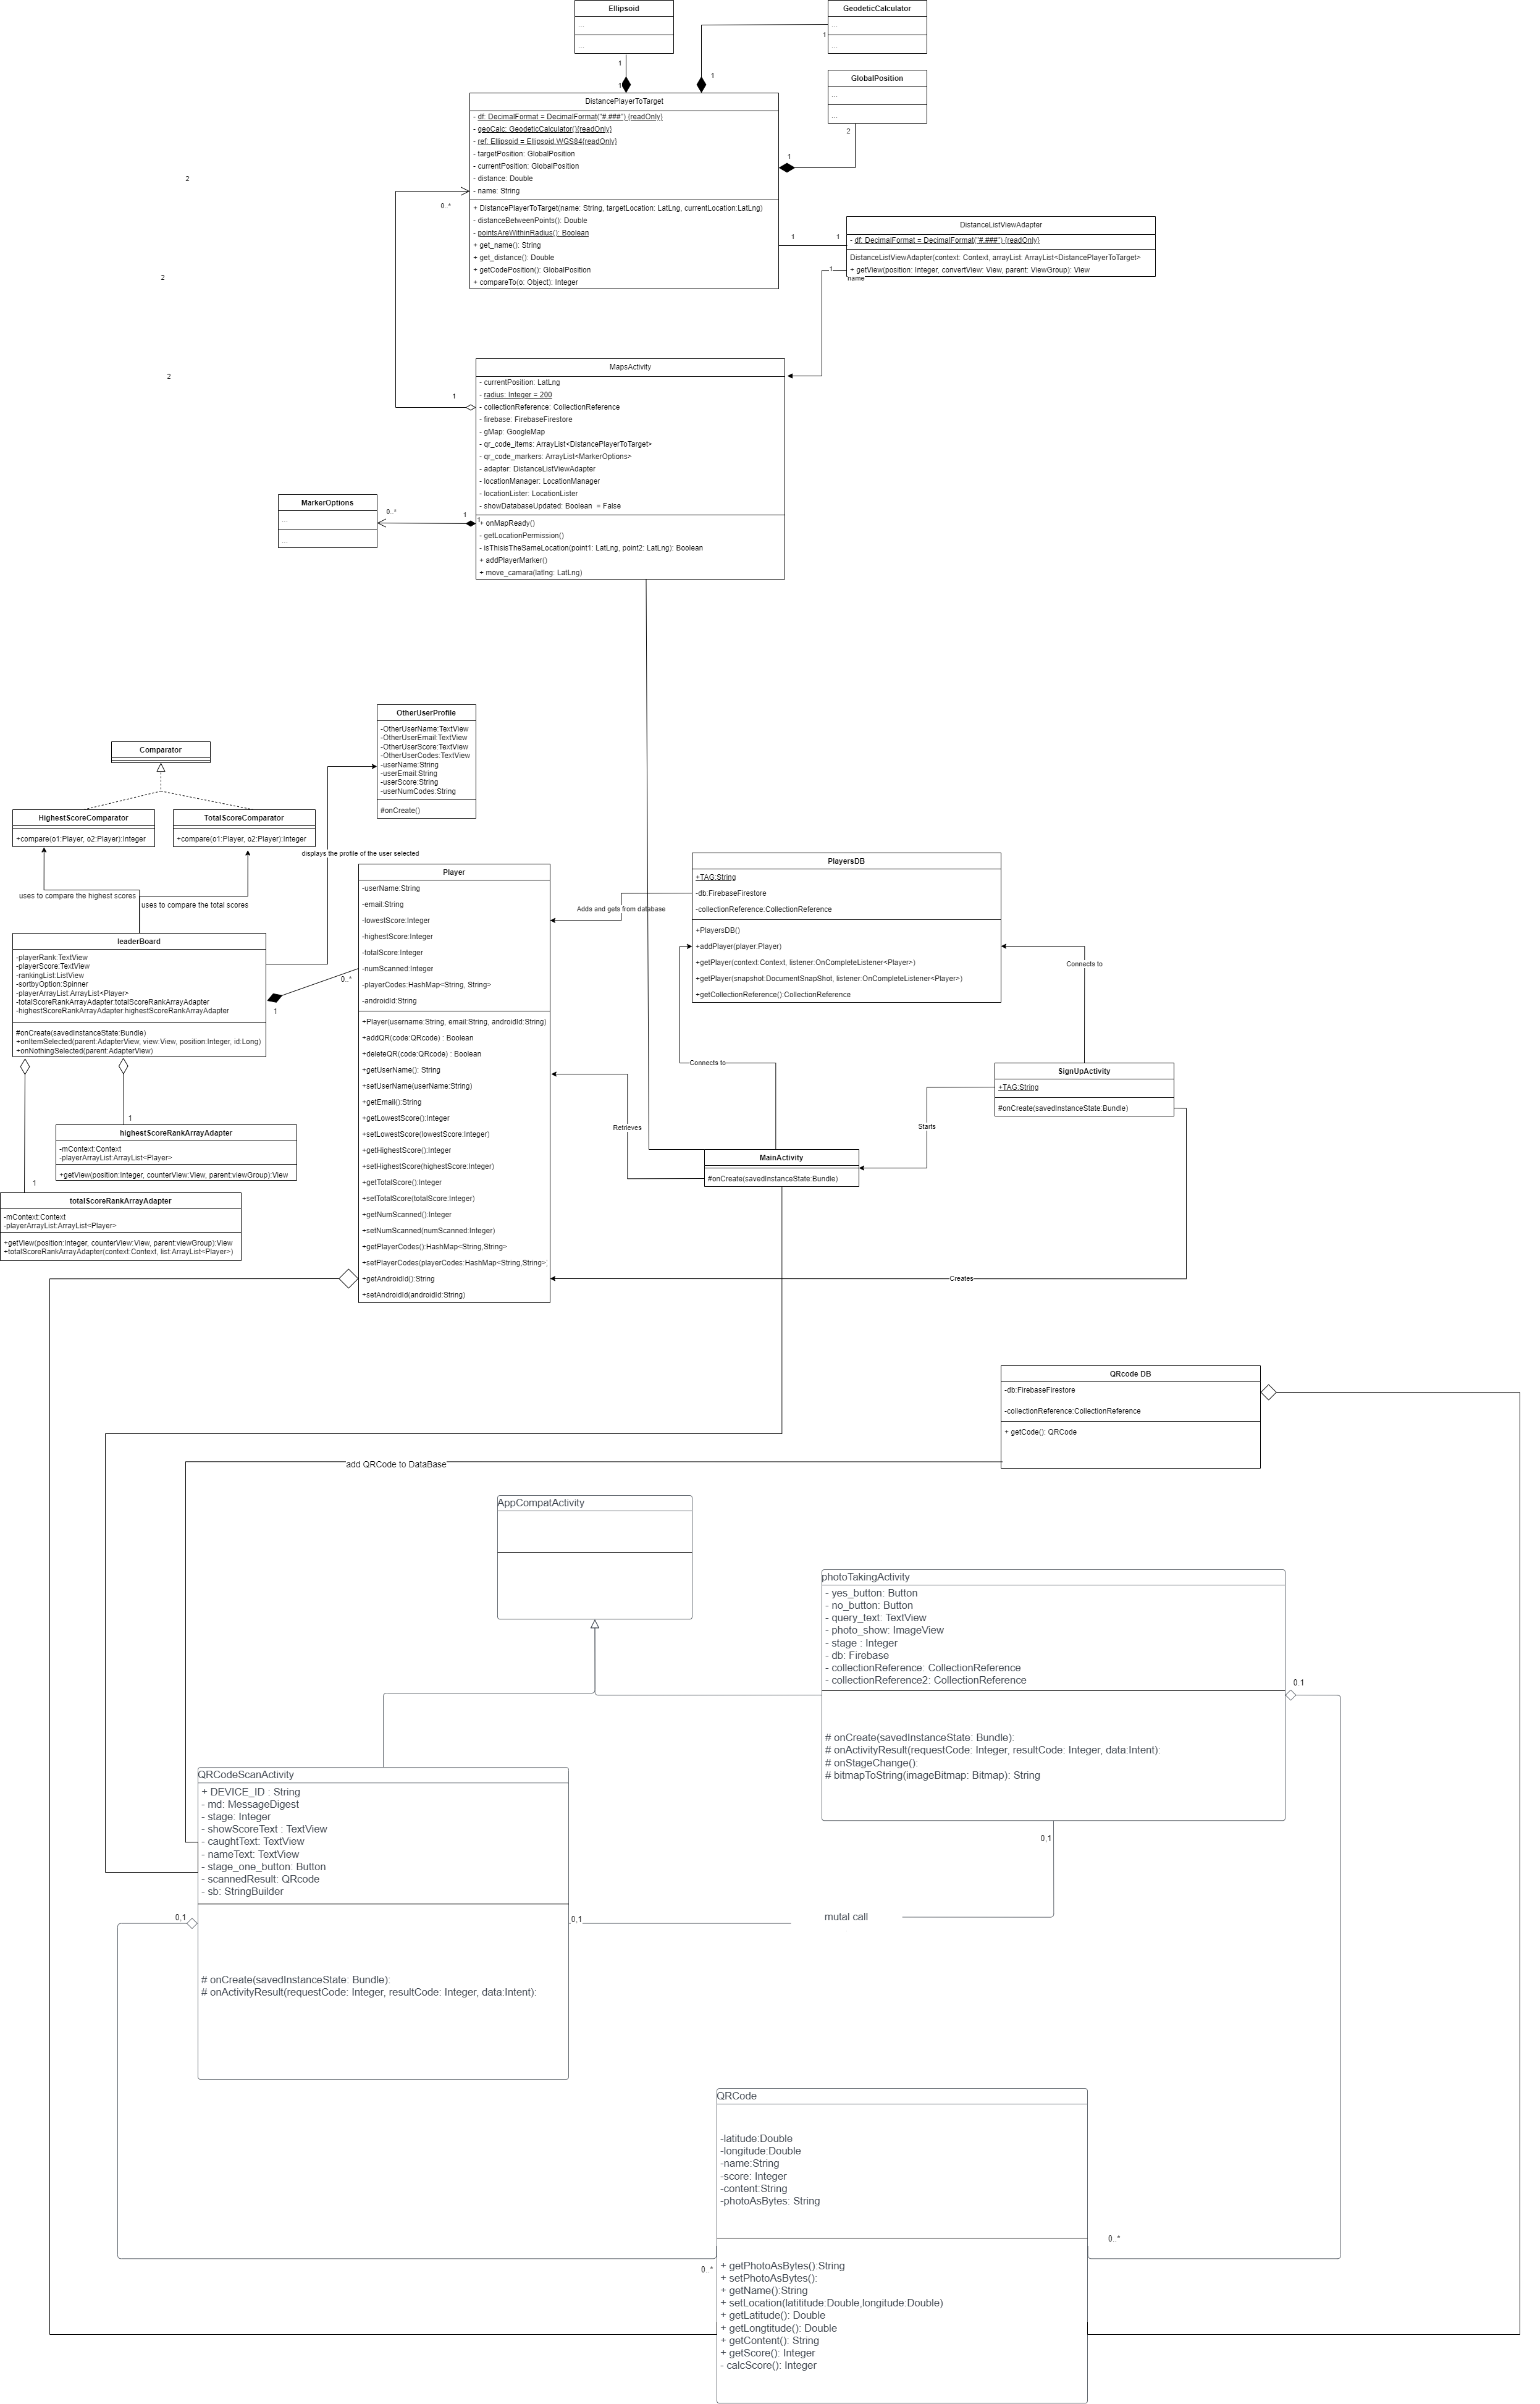 Ellipsoid
...
...
GeodeticCalculator
...
...
1
1
1
1
GlobalPosition
...
...
2
1
DistancePlayerToTarget
- df: DecimalFormat = DecimalFormat("#.###") {readOnly}
- geoCalc: GeodeticCalculator(){readOnly}
- ref: Ellipsoid = Ellipsoid.WGS84{readOnly}
- targetPosition: GlobalPosition
- currentPosition: GlobalPosition
- distance: Double
- name: String
+ DistancePlayerToTarget(name: String, targetLocation: LatLng, currentLocation:LatLng)
- distanceBetweenPoints(): Double
- pointsAreWithinRadius(): Boolean
+ get_name(): String
+ get_distance(): Double
+ getCodePosition(): GlobalPosition
+ compareTo(o: Object): Integer
2
0..*
1
1
DistanceListViewAdapter
- df: DecimalFormat = DecimalFormat("#.###") {readOnly}
DistanceListViewAdapter(context: Context, arrayList: ArrayList<DistancePlayerToTarget>
+ getView(position: Integer, convertView: View, parent: ViewGroup): View
1
name
2
2
MapsActivity
- currentPosition: LatLng
- radius: Integer = 200
- collectionReference: CollectionReference
- firebase: FirebaseFirestore
- gMap: GoogleMap
- qr_code_items: ArrayList<DistancePlayerToTarget>
- qr_code_markers: ArrayList<MarkerOptions>
- adapter: DistanceListViewAdapter
- locationManager: LocationManager
- locationLister: LocationLister
- showDatabaseUpdated: Boolean = False
+ onMapReady()
- getLocationPermission()
- isThisisTheSameLocation(point1: LatLng, point2: LatLng): Boolean
+ addPlayerMarker()
+ move_camara(latlng: LatLng)
1
MarkerOptions
...
...
0..*
1
1
OtherUserProfile
-OtherUserName:TextView
-OtherUserEmail:TextView
-OtherUserScore:TextView
-OtherUserCodes:TextView
-userName:String
-userEmail:String
-userScore:String
-userNumCodes:String
#onCreate()
Comparator
HighestScoreComparator
+compare(o1:Player, o2:Player):Integer
TotalScoreComparator
+compare(o1:Player, o2:Player):Integer
displays the profile of the user selected
uses to compare the highest scores
uses to compare the total scores
leaderBoard
-playerRank:TextView
-playerScore:TextView
-rankingList:ListView
-sortbyOption:Spinner
-playerArrayList:ArrayList<Player>
-totalScoreRankArrayAdapter:totalScoreRankArrayAdapter
-highestScoreRankArrayAdapter:highestScoreRankArrayAdapter
#onCreate(savedInstanceState:Bundle)
+onItemSelected(parent:AdapterView, view:View, position:Integer, id:Long)
+onNothingSelected(parent:AdapterView)
0..*
1
1
highestScoreRankArrayAdapter
-mContext:Context
-playerArrayList:ArrayList<Player>
+getView(position:Integer, counterView:View, parent:viewGroup):View
1
totalScoreRankArrayAdapter
-mContext:Context
-playerArrayList:ArrayList<Player>
+getView(position:Integer, counterView:View, parent:viewGroup):View
+totalScoreRankArrayAdapter(context:Context, list:ArrayList<Player>)
Player
-userName:String
-email:String
-lowestScore:Integer
-highestScore:Integer
-totalScore:Integer
-numScanned:Integer
-playerCodes:HashMap<String, String>
-androidId:String
+Player(username:String, email:String, androidId:String)
+addQR(code:QRcode) : Boolean
+deleteQR(code:QRcode) : Boolean
+getUserName(): String
+setUserName(userName:String)
+getEmail():String
+getLowestScore():Integer
+setLowestScore(lowestScore:Integer)
+getHighestScore():Integer
+setHighestScore(highestScore:Integer)
+getTotalScore():Integer
+setTotalScore(totalScore:Integer)
+getNumScanned():Integer
+setNumScanned(numScanned:Integer)
+getPlayerCodes():HashMap<String,String>
+setPlayerCodes(playerCodes:HashMap<String,String>)
+getAndroidId():String
+setAndroidId(androidId:String)
Adds and gets from database
PlayersDB
+TAG:String
-db:FirebaseFirestore
-collectionReference:CollectionReference
+PlayersDB()
+addPlayer(player:Player)
+getPlayer(context:Context, listener:OnCompleteListener<Player>)
+getPlayer(snapshot:DocumentSnapShot, listener:OnCompleteListener<Player>)
+getCollectionReference():CollectionReference
Connects to
Connects to
SignUpActivity
+TAG:String
#onCreate(savedInstanceState:Bundle)
Retrieves
Starts
MainActivity
#onCreate(savedInstanceState:Bundle)
Creates
QRcode DB
-db:FirebaseFirestore
-collectionReference:CollectionReference
+ getCode(): QRCode
add QRCode to DataBase
AppCompatActivity
photoTakingActivity
- yes_button: Button
- no_button: Button
- query_text: TextView
- photo_show: ImageView
- stage : Integer
- db: Firebase
- collectionReference: CollectionReference
- collectionReference2: CollectionReference
# onCreate(savedInstanceState: Bundle):
# onActivityResult(requestCode: Integer, resultCode: Integer, data:Intent):
# onStageChange():
# bitmapToString(imageBitmap: Bitmap): String
0.1
0,1
QRCodeScanActivity
+ DEVICE_ID : String
- md: MessageDigest
- stage: Integer
- showScoreText : TextView
- caughtText: TextView
- nameText: TextView
- stage_one_button: Button
- scannedResult: QRcode
- sb: StringBuilder
# onCreate(savedInstanceState: Bundle):
# onActivityResult(requestCode: Integer, resultCode: Integer, data:Intent):
0,1
0,1
mutal call
QRCode
-latitude:Double
-longitude:Double
-name:String
-score: Integer
-content:String
-photoAsBytes: String
+ getPhotoAsBytes():String
+ setPhotoAsBytes():
+ getName():String
+ setLocation(latititude:Double,longitude:Double)
+ getLatitude(): Double
+ getLongtitude(): Double
+ getContent(): String
+ getScore(): Integer
- calcScore(): Integer
0..*
0..*